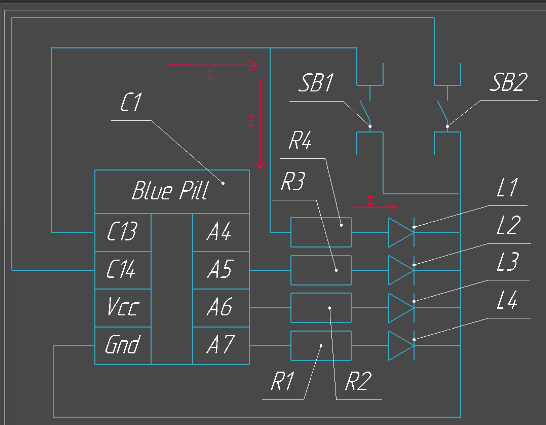 SB1 SB2
C1
I
I
R4
R3
Blue Pill
I
L1
C13 A4
L2
C14 A5
L3
Vcc A6
L4
Gnd A7
R1 R2